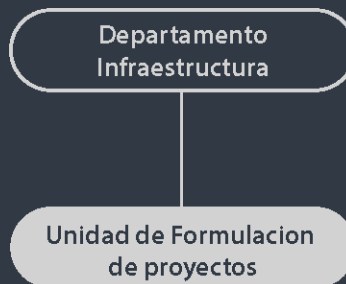 Departamento
Infraestructura
Unidad de Formulacion
de proyectos